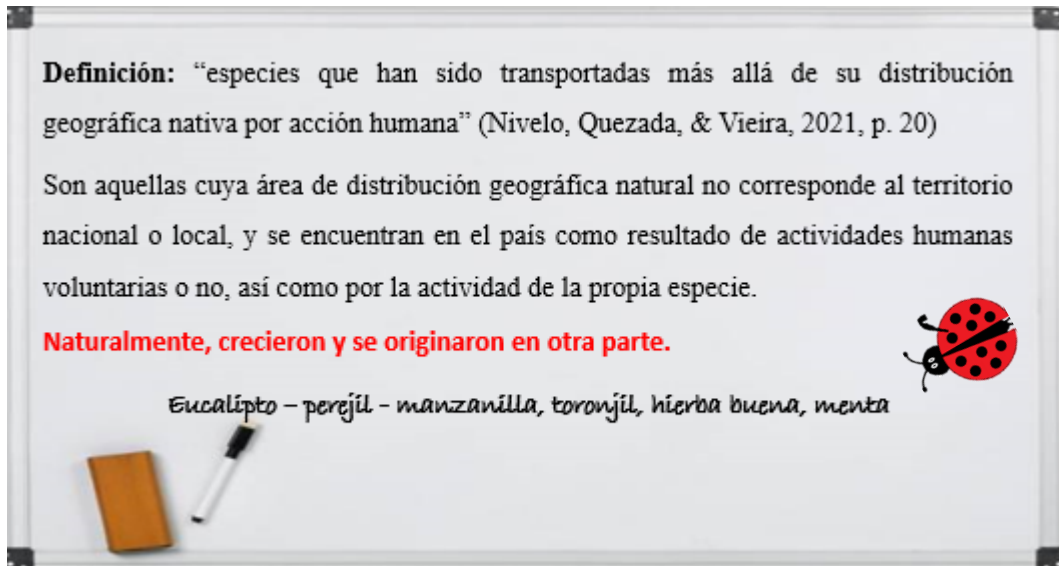 Definición: “especies que han sido transportadas más allá de su distribución
geográfica nativa por acción humana” (Nivelo, Quezada, & Vieira, 2021, p. 20)
Son aquellas cuya área de distribución geográfica natural no corresponde al territorio
nacional o local, y se encuentran en el país como resultado de actividades humanas
voluntarias o no, así como por la actividad de la propia especie.
Naturalmente, crecieron y se originaron en otra parte.
Eucalipto – perejil - manzanilla, toronjil, hierba buena, menta